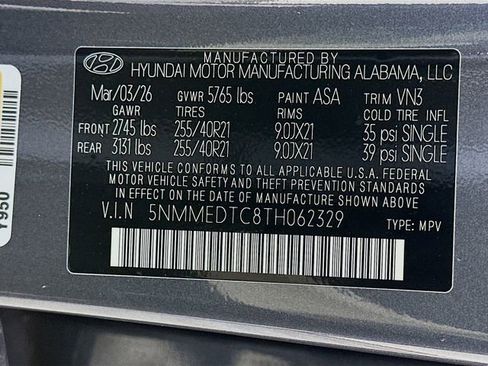 MANUFACTURED BY
HYUNDAI MOTOR MANUFACTURING ALABAMA, LLC
Mar/03/26 GVWR 5765 lbs PAINT ASA TRIM VN3
GAWR TIRES RIMS COLD TIRE INFL
FRONT 2745 lbs 255/40R21 9.0JX21 35 psi SINGLE
REAR 3131 lbs 255/40R21 9.0JX21 39 psi SINGLE
THIS VEHICLE CONFORMS TO ALL APPLICABLE U.S.A. FEDERAL
MOTOR VEHICLE SAFETY AND THEFT PREVENTION STANDARDS
IN EFFECT ON THE DATE OF MANUFACTURE SHOWN ABOVE.
V.I.N 5NMMEDTC8TH062329
TYPE: MPV
Y950